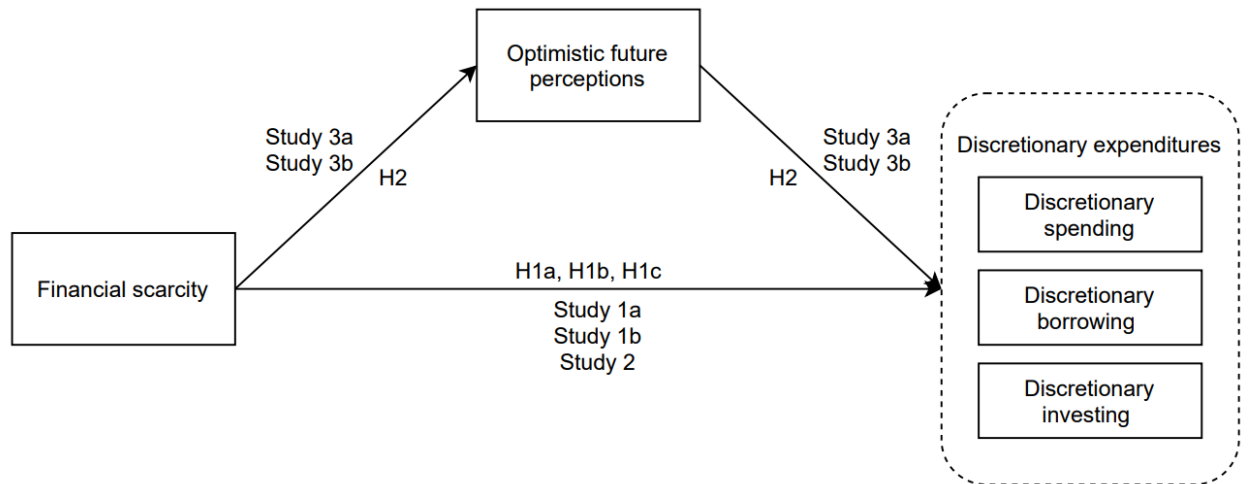 Optimistic future
perceptions
Study 3a
Study 3b
H2
Study 3a
Study 3b
H2
Discretionary expenditures
Discretionary
spending
Discretionary
borrowing
Discretionary
investing
Financial scarcity
H1a, H1b, H1c
Study 1a
Study 1b
Study 2